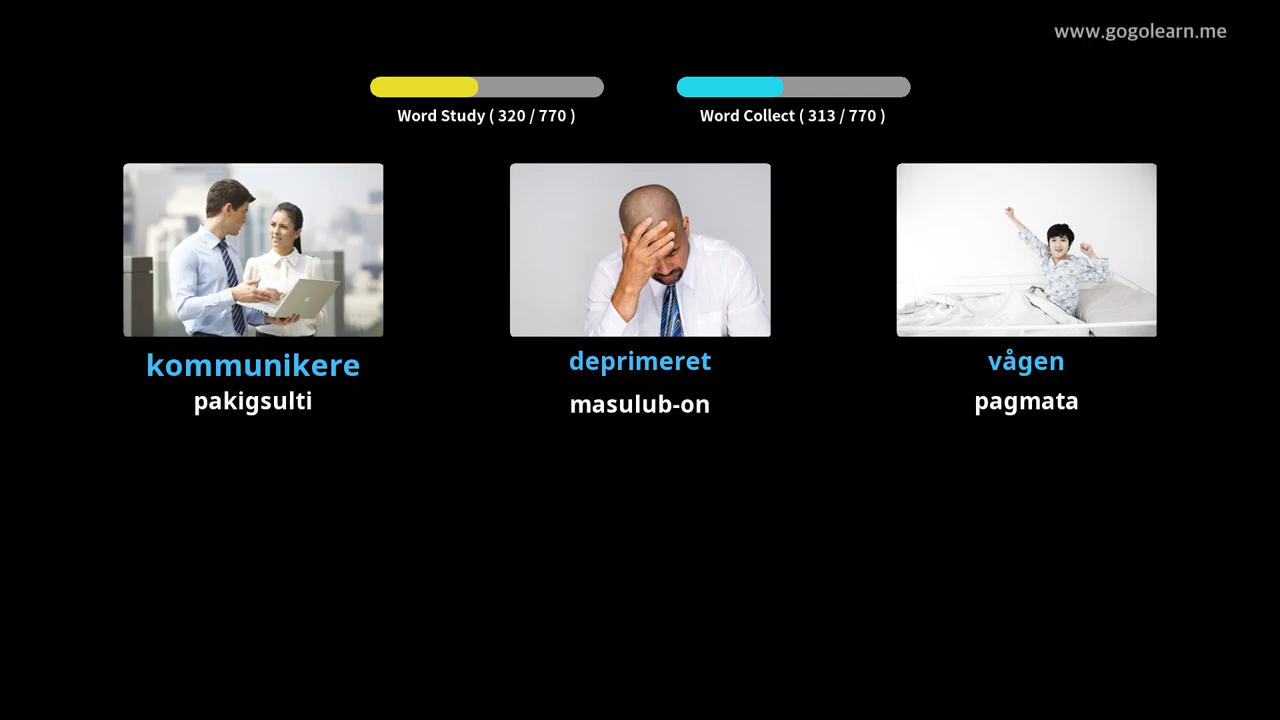 www.gogolearn.me
Word Study ( 320 / 770 )
Word Collect ( 313 / 770 )
kommunikere
pakigsulti
deprimeret
masulub-on
vågen
pagmata